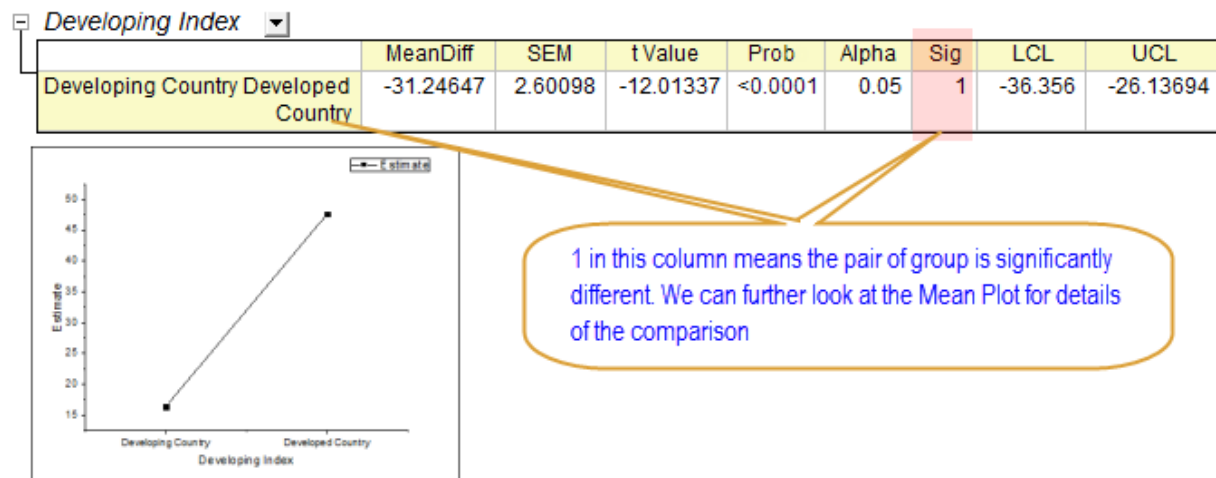 Developing Index
MeanDiff SEM t Value Prob Alpha Sig LCL UCL
Developing Country Developed -31.24647 2.60098 -12.01337 <0.0001 0.05 1 -36.356 -26.13694
Country
Estimate
50
45
40
35
30
25
20
15
Estimate
Developing Country Developed Country
Developing Index
1 in this column means the pair of group is significantly
different. We can further look at the Mean Plot for details
of the comparison